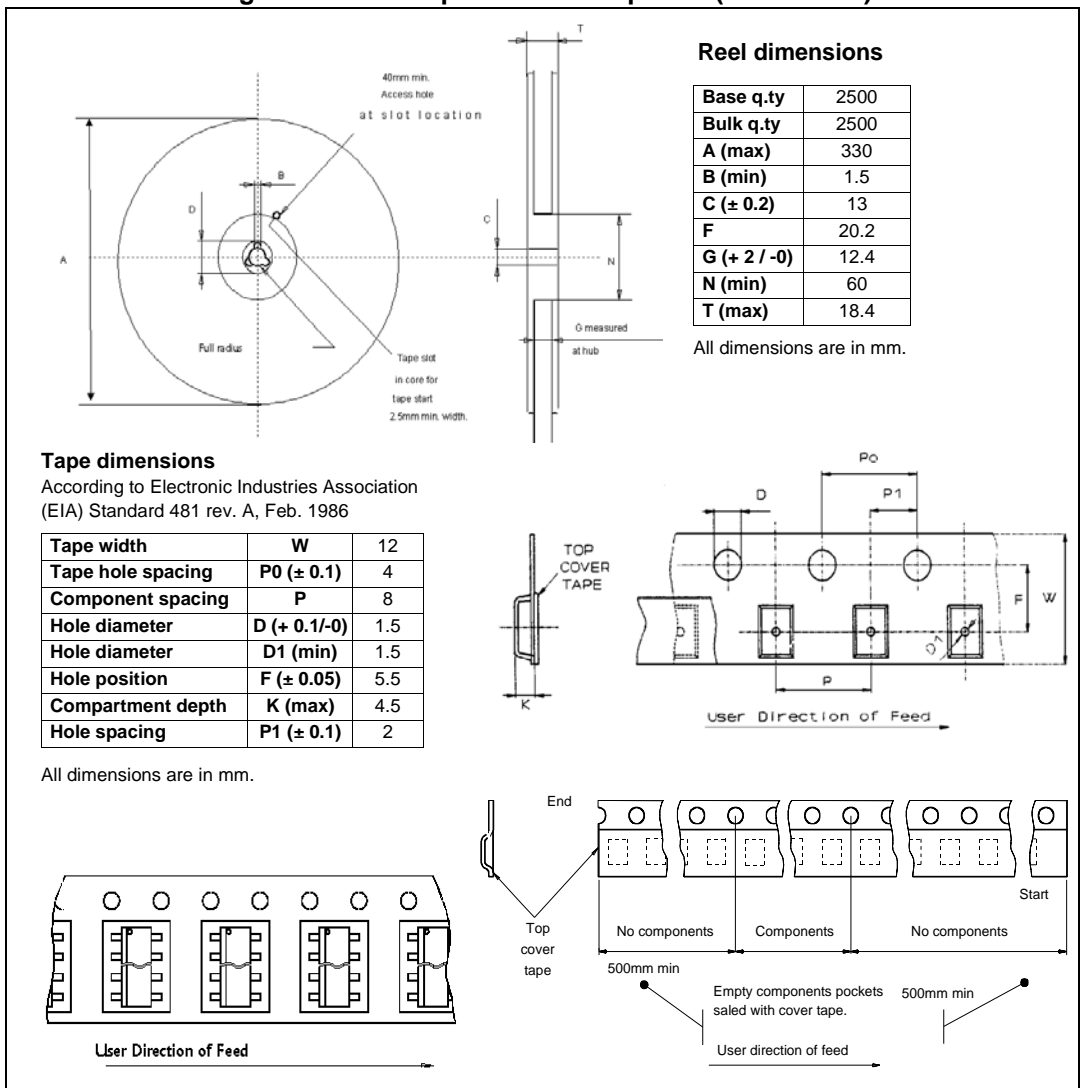 T
Reel dimensions
40mm min.
Access hole
at slot location
Base q.ty 2500
Bulk q.ty 2500
A (max) 330
B (min) 1.5
C (± 0.2) 13
F 20.2
G (+ 2 / -0) 12.4
N (min) 60
T (max) 18.4
All dimensions are in mm.
B
D
C
A
N
G measured
at hub
Full radius
Tape slot
in core for
tape start
2.5mm min. width.
Tape dimensions
According to Electronic Industries Association
(EIA) Standard 481 rev. A, Feb. 1986
Tape width W 12
Tape hole spacing P0 (± 0.1) 4
Component spacing P 8
Hole diameter D (+ 0.1/-0) 1.5
Hole diameter D1 (min) 1.5
Hole position F (± 0.05) 5.5
Compartment depth K (max) 4.5
Hole spacing P1 (± 0.1) 2
All dimensions are in mm.
Po
D
P1
TOP
COVER
TAPE
F
W
D1
P
K
User Direction of Feed
End
Start
Top
cover
tape
No components
Components
No components
500mm min
Empty components pockets
saled with cover tape.
500mm min
User direction of feed
User Direction of Feed